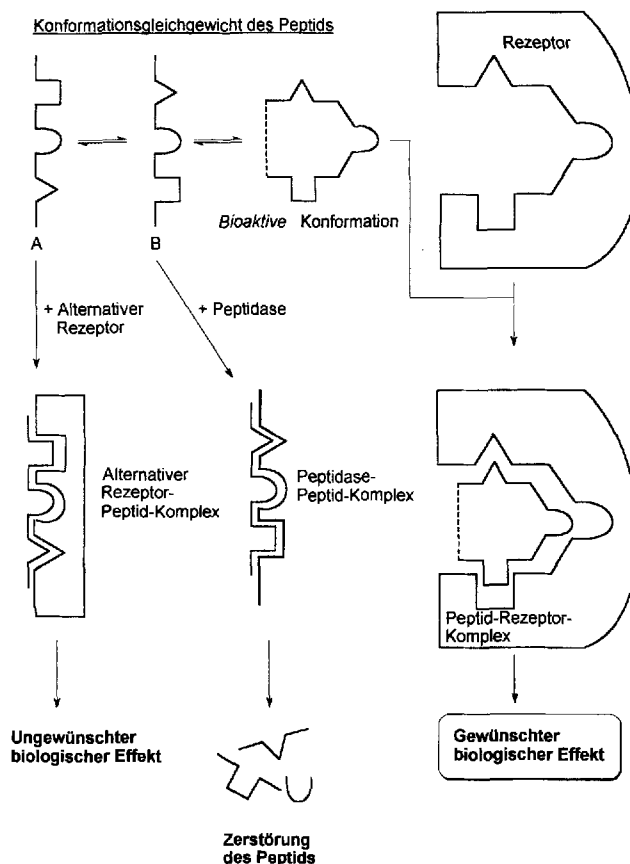 Konformationsgleichgewicht des Peptids
Rezeptor
A
B
Bioaktive Konformation
+ Alternativer
Rezeptor
+ Peptidase
Alternativer
Rezeptor-
Peptid-Komplex
Peptidase-
Peptid-Komplex
Peptid-Rezeptor-
Komplex
Ungewünschter
biologischer Effekt
Gewünschter
biologischer Effekt
Zerstörung
des Peptids